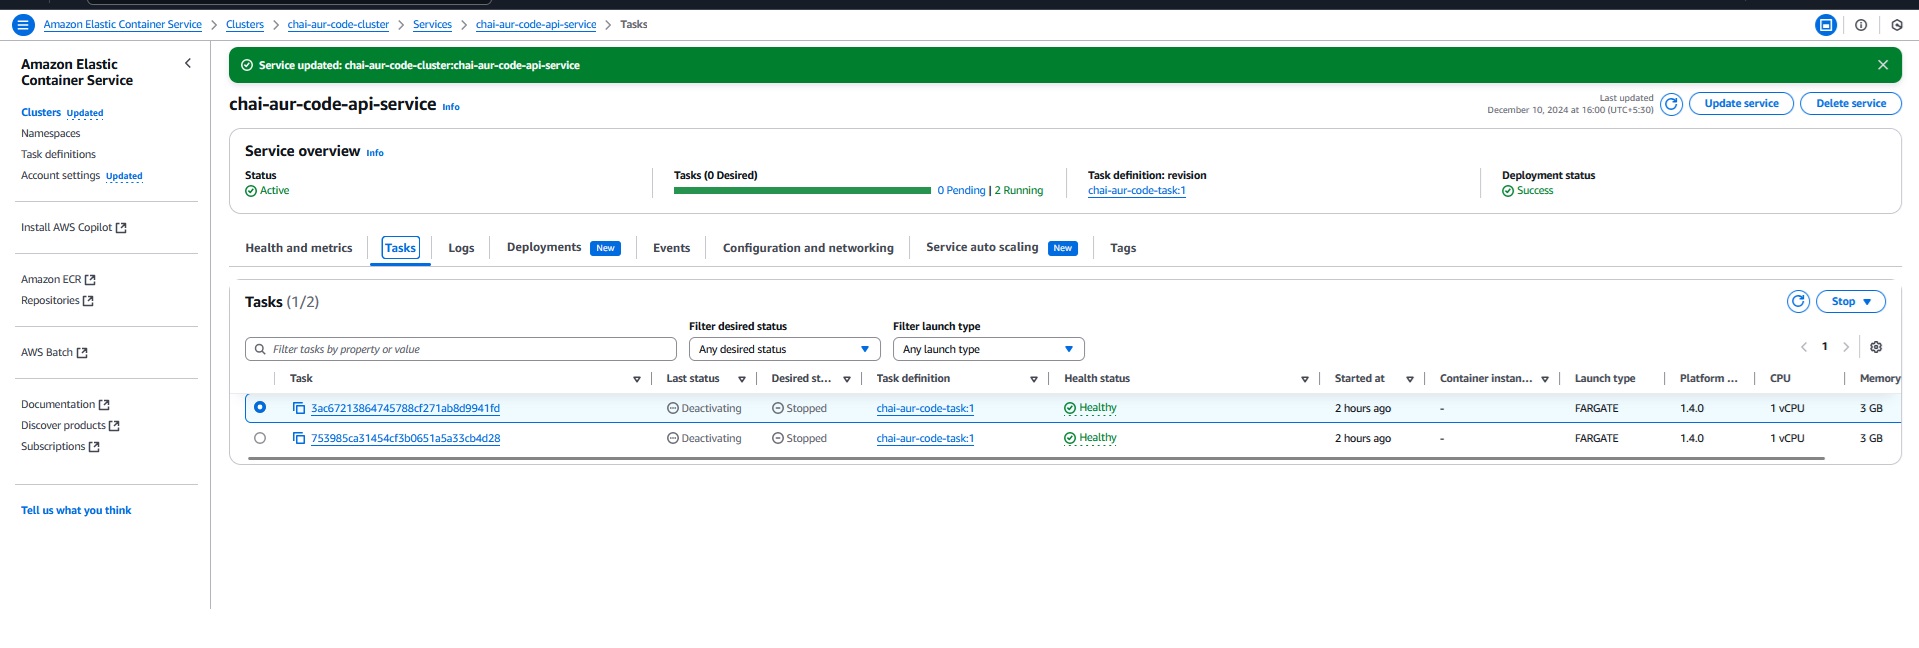 Amazon Elastic Container Service > Clusters > chai-aur-code-cluster > Services > chai-aur-code-api-service > Tasks
Amazon Elastic
Container Service
Clusters Updated
Namespaces
Task definitions
Account settings Updated
Install AWS Copilot
Amazon ECR
Repositories
AWS Batch
Documentation
Discover products
Subscriptions
Tell us what you think
Service updated: chai-aur-code-cluster:chai-aur-code-api-service
chai-aur-code-api-service Info
Last updated
December 10, 2024 at 16:00 (UTC+5:30)
Update service
Delete service
Service overview Info
Status
Active
Tasks (0 Desired)
0 Pending | 2 Running
Task definition: revision
chai-aur-code-task:1
Deployment status
Success
Health and metrics Tasks Logs Deployments New Events Configuration and networking Service auto scaling New Tags
Tasks (1/2)
Stop
Filter desired status
Filter launch type
Filter tasks by property or value
Any desired status
Any launch type
1
Task Last status Desired st... Task definition Health status Started at Container instan... Launch type Platform ... CPU Memory
3ac67213864745788cf271ab8d9941fd Deactivating Stopped chai-aur-code-task:1 Healthy 2 hours ago - FARGATE 1.4.0 1 vCPU 3 GB
753985ca31454cf3b0651a5a33cb4d28 Deactivating Stopped chai-aur-code-task:1 Healthy 2 hours ago - FARGATE 1.4.0 1 vCPU 3 GB